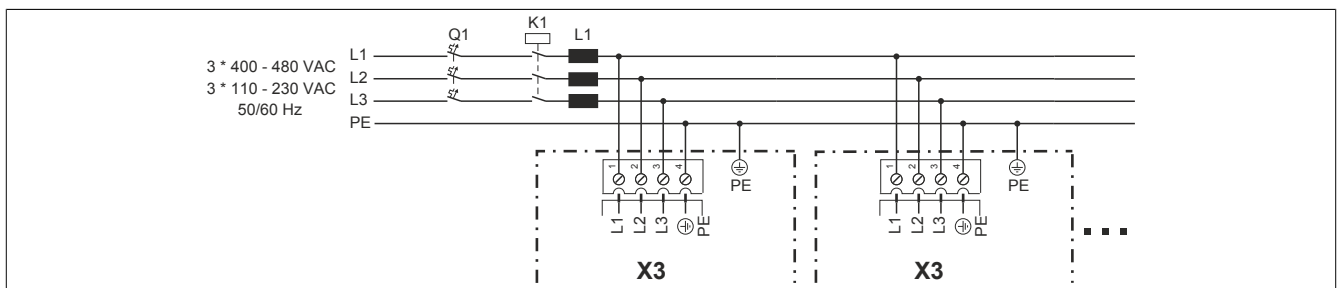 Q1 K1 L1
3 * 400 - 480 VAC
3 * 110 - 230 VAC
50/60 Hz
L1
L2
L3
PE
1 2 3 4
PE
L1 L2 L3 PE
X3
1 2 3 4
PE
L1 L2 L3 PE
X3